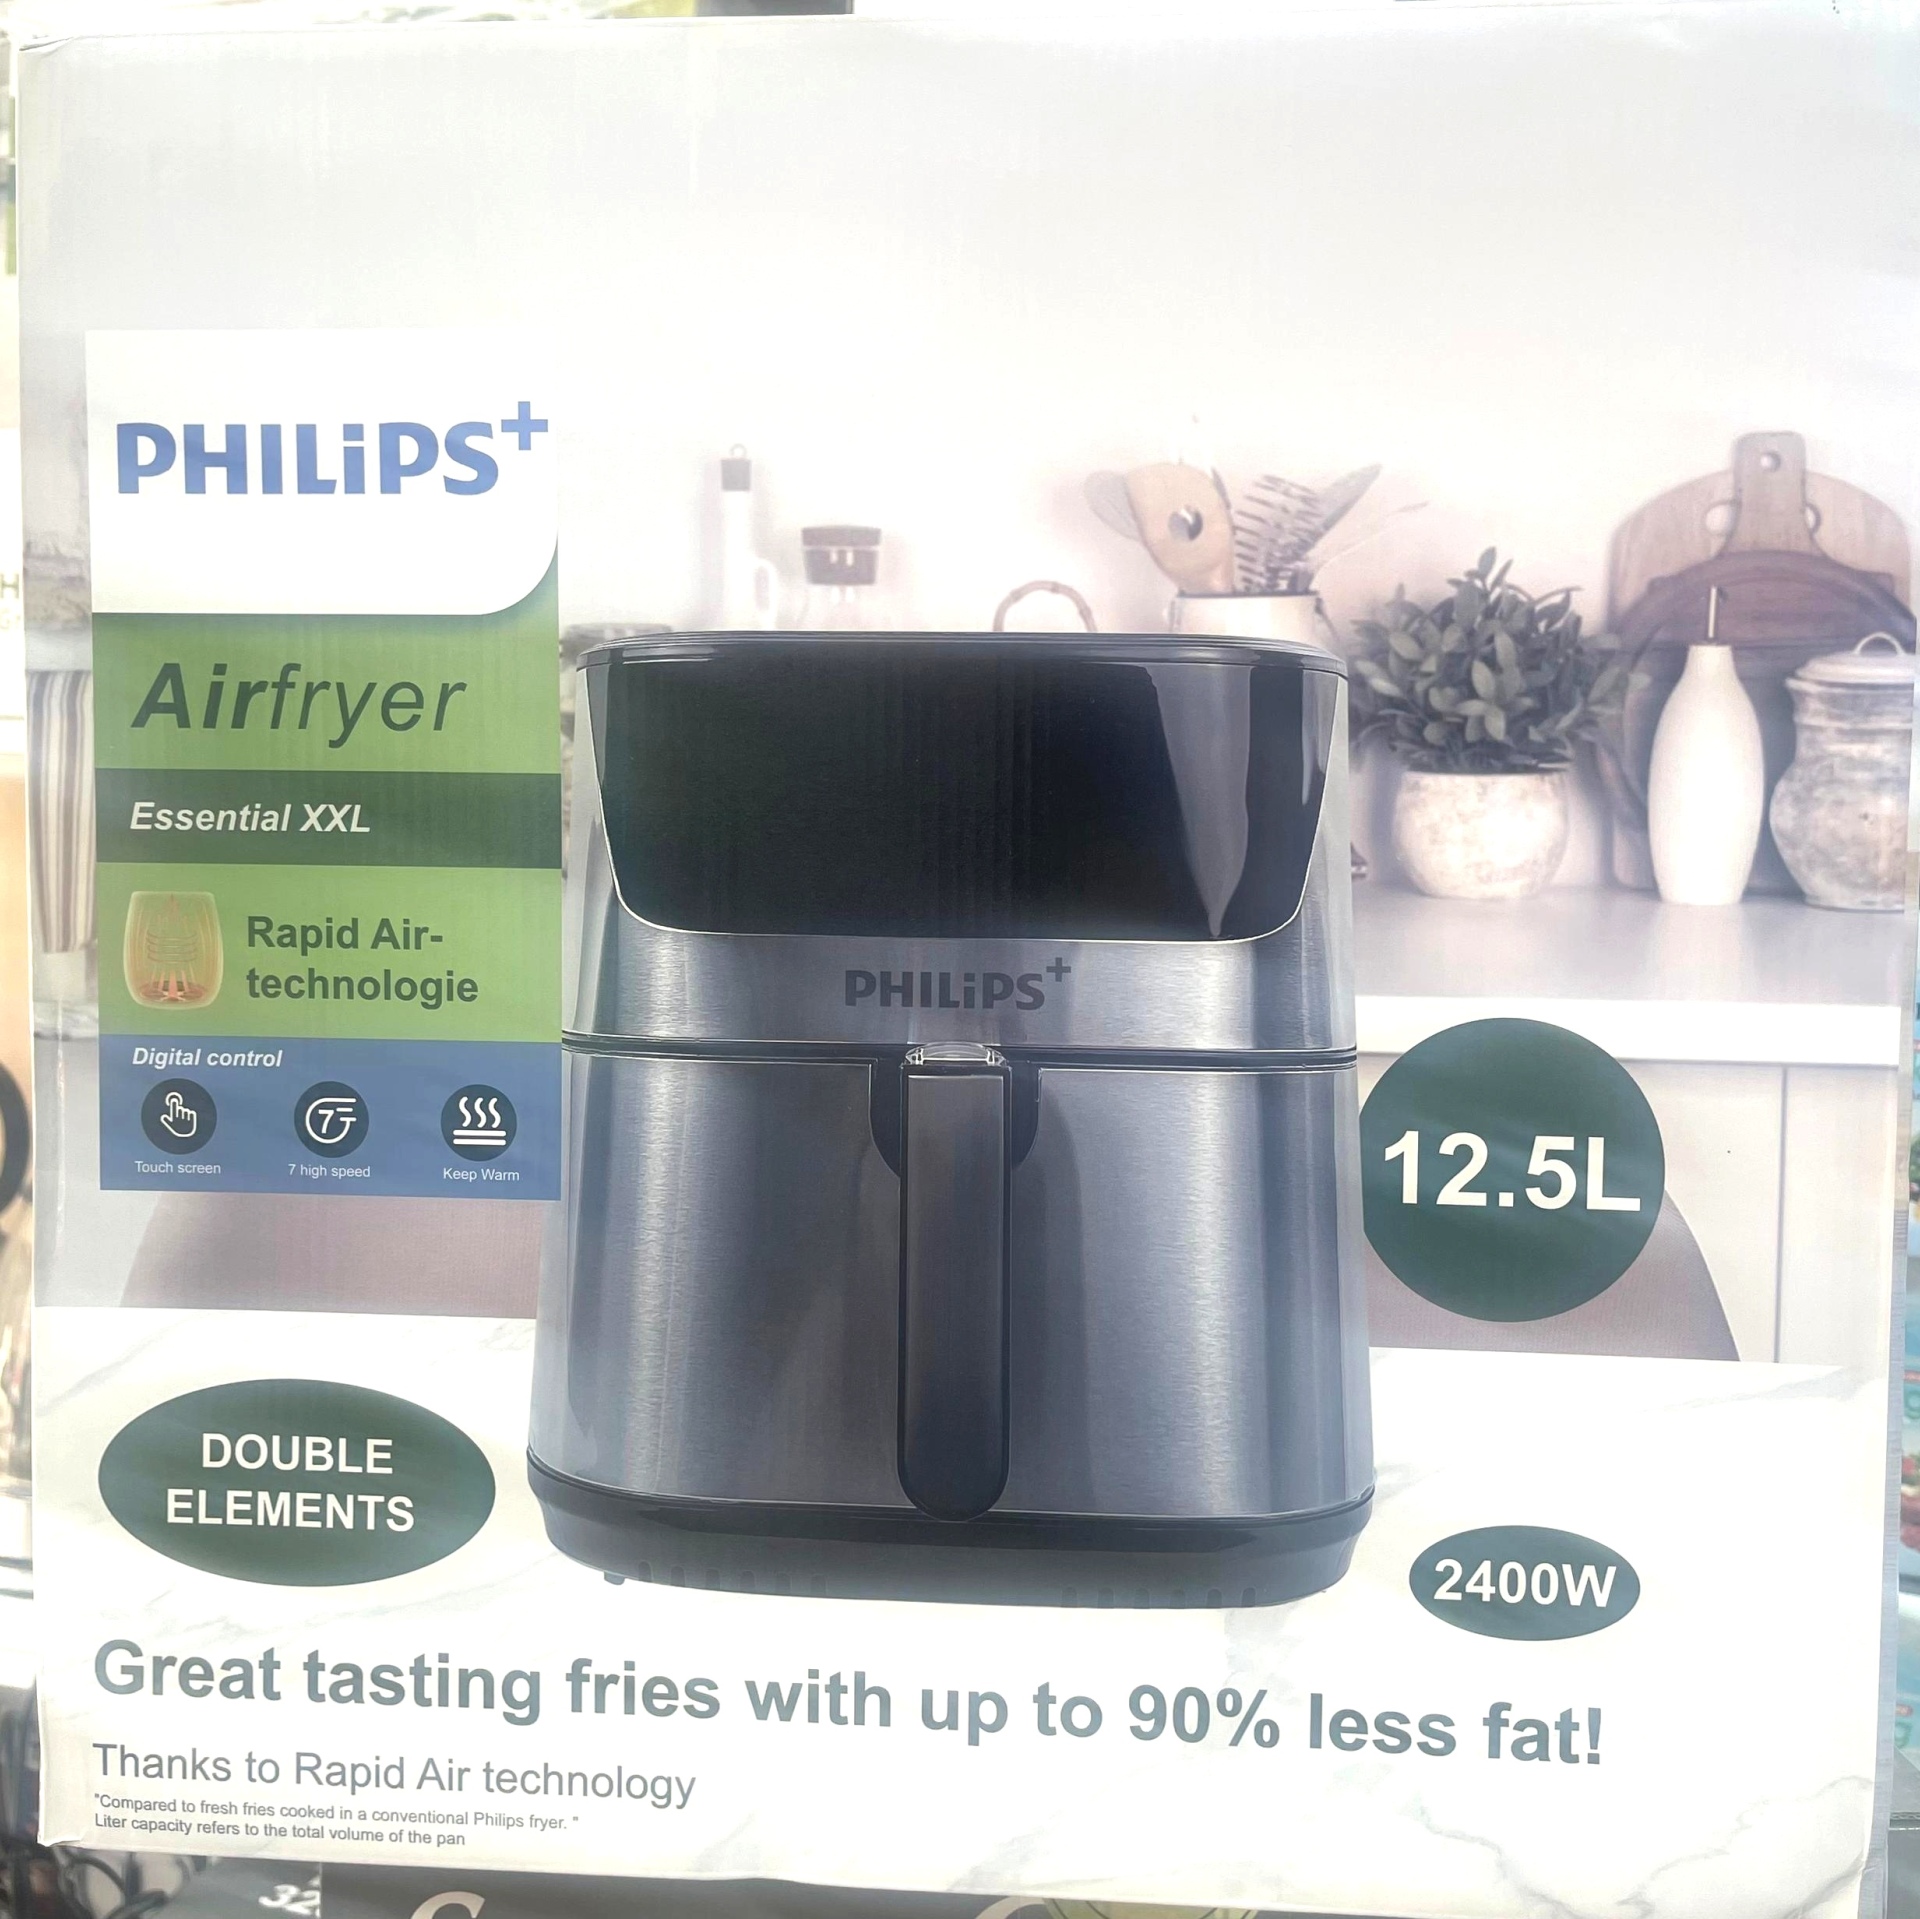 PHILiPS+
Airfryer
Essential XXL
Rapid Air-
technologie
Digital control
7
Touch screen
7 high speed
Keep Warm
PHILiPS+
12.5L
DOUBLE
ELEMENTS
2400W
Great tasting fries with up to 90% less fat!
Thanks to Rapid Air technology
"Compared to fresh fries cooked in a conventional Philips fryer. "
Liter capacity refers to the total volume of the pan